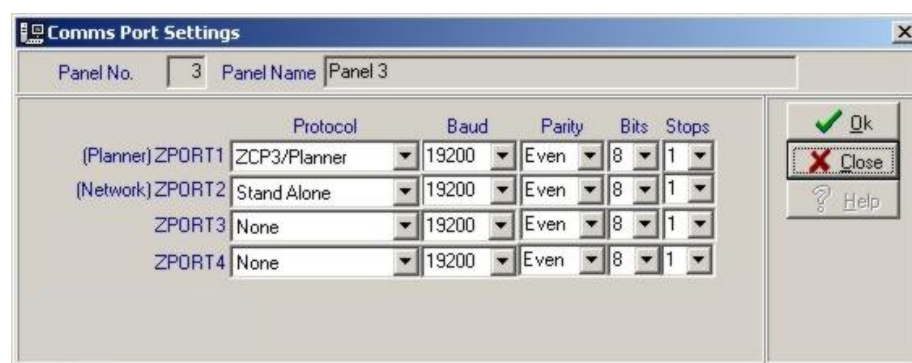 Comms Port Settings
Panel No. 3 Panel Name Panel 3
Protocol Baud Parity Bits Stops
(Planner) ZPORT1 ZCP3/Planner 19200 Even 8 1
(Network) ZPORT2 Stand Alone 19200 Even 8 1
ZPORT3 None 19200 Even 8 1
ZPORT4 None 19200 Even 8 1
Ok
Close
Help